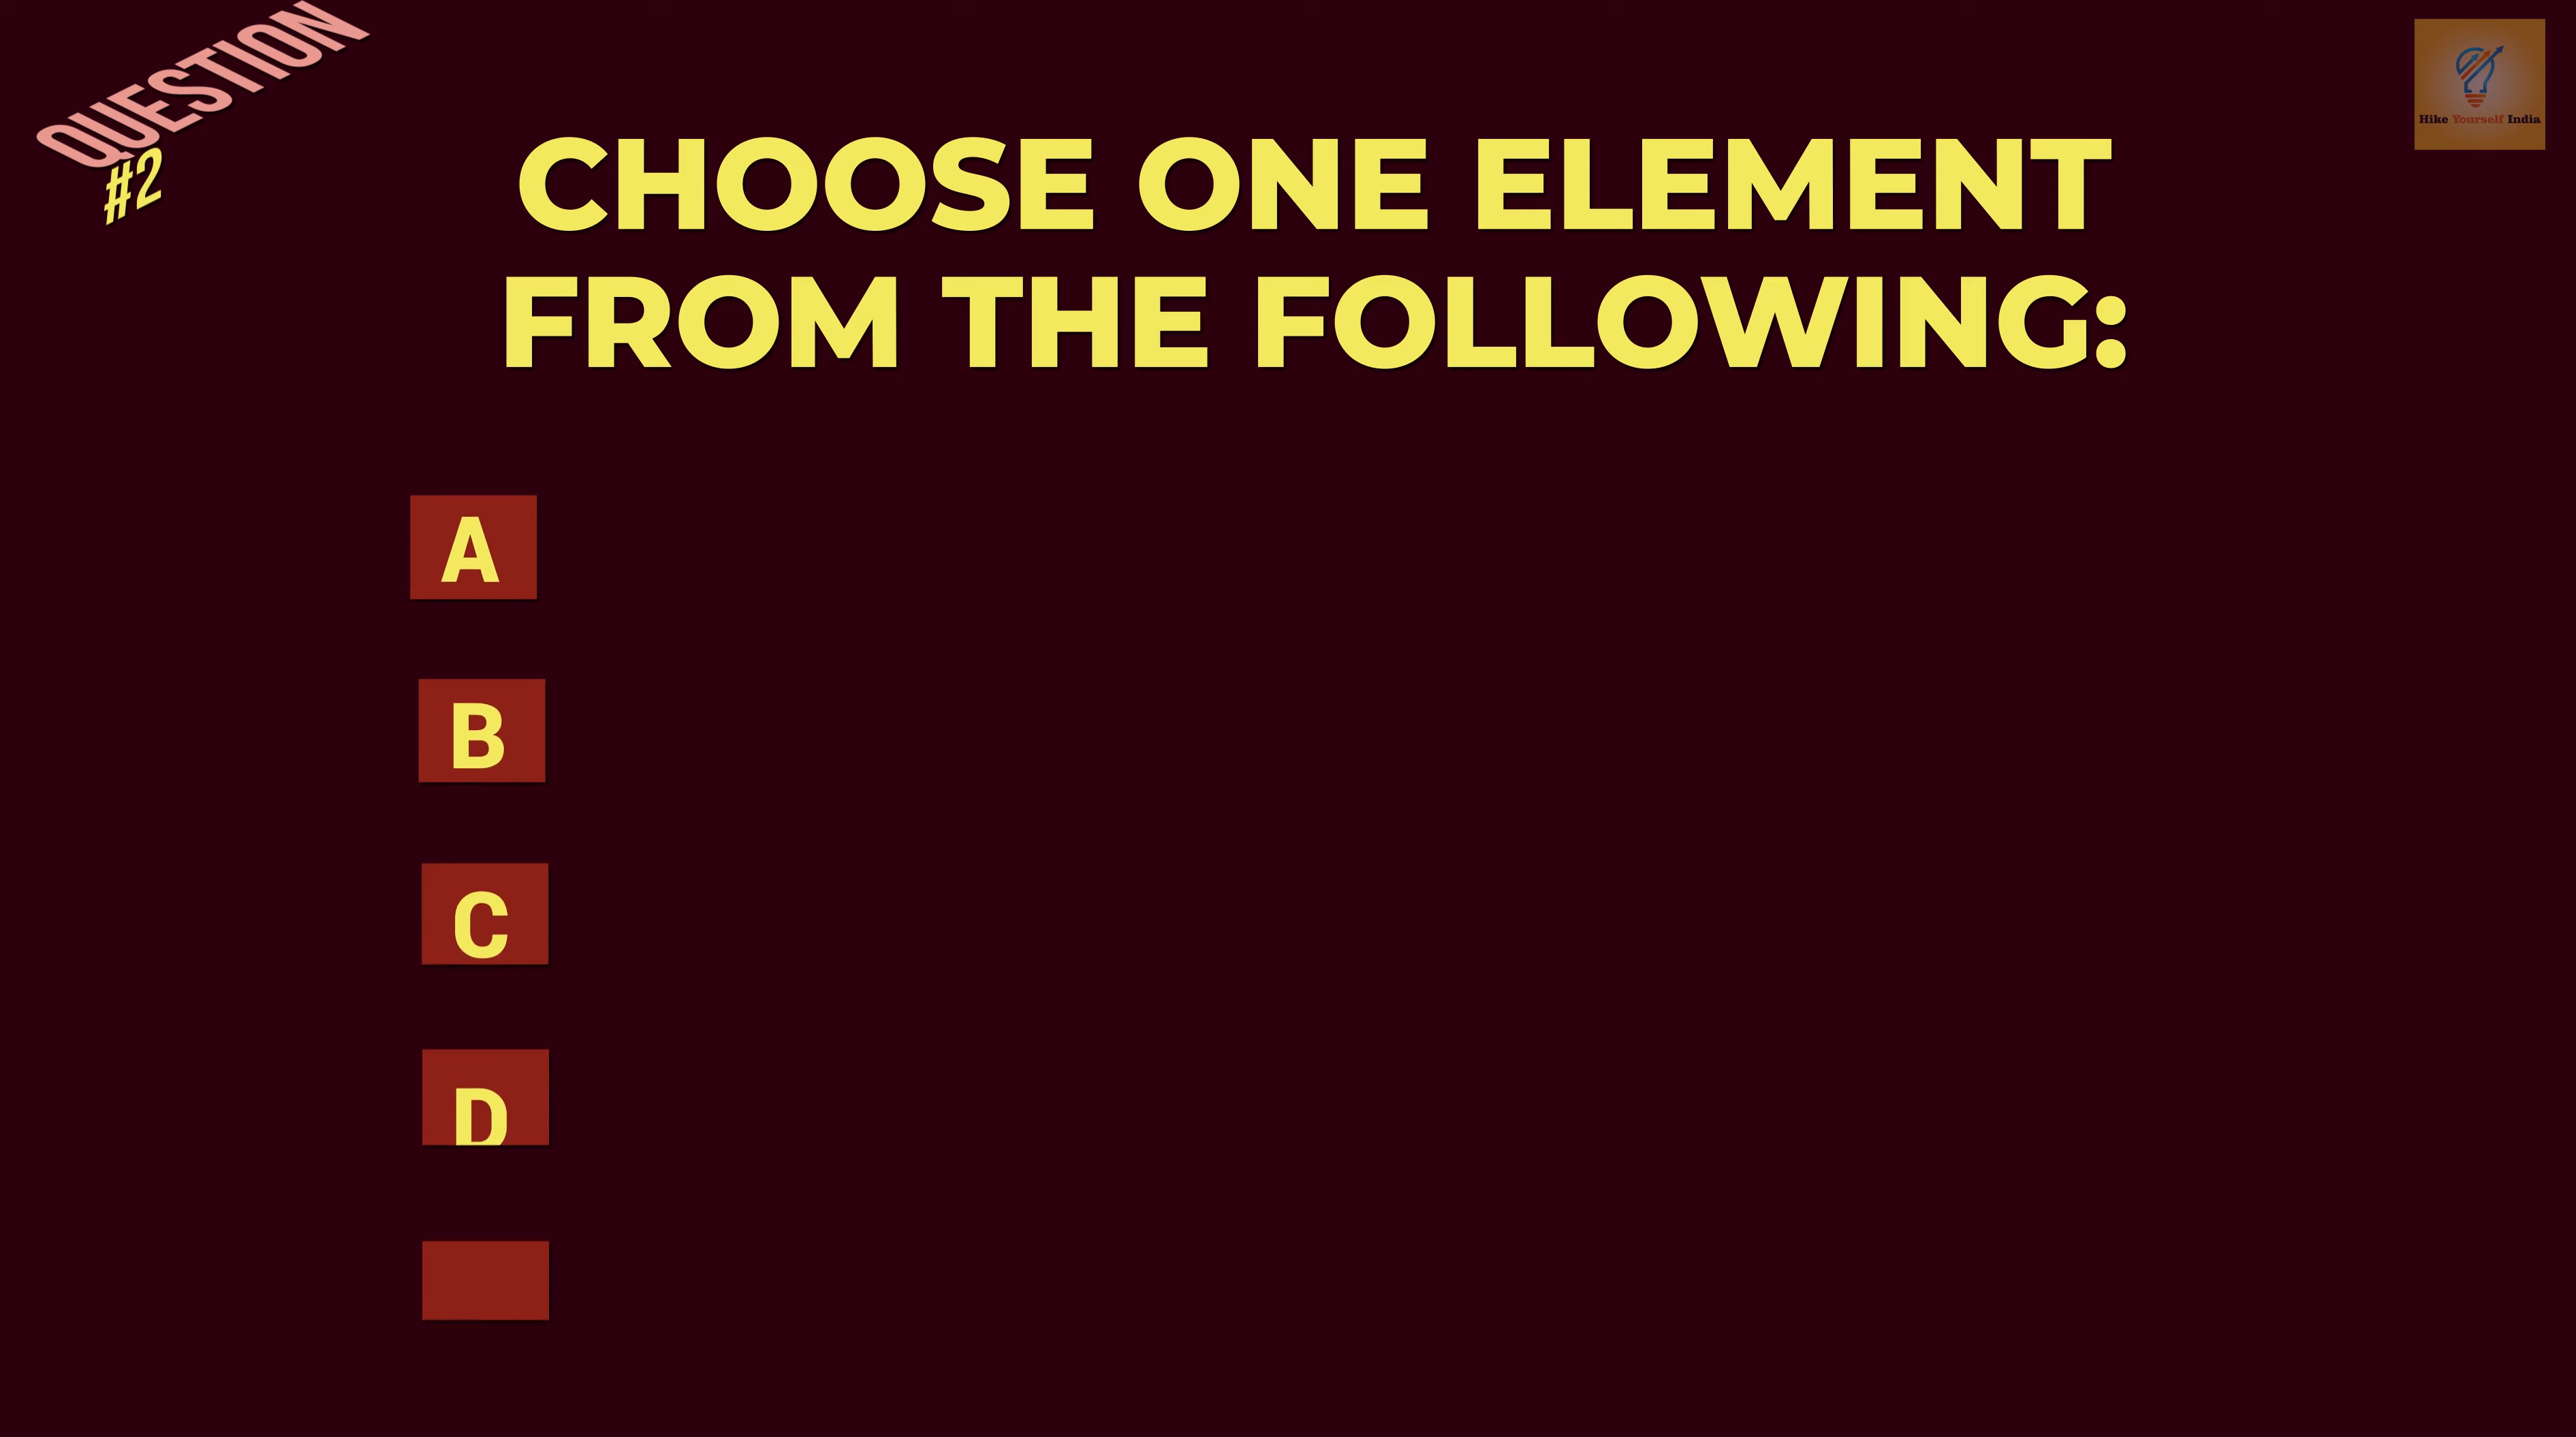 QUESTION
#2
Hike Yourself India
CHOOSE ONE ELEMENT
FROM THE FOLLOWING:
A
B
C
D